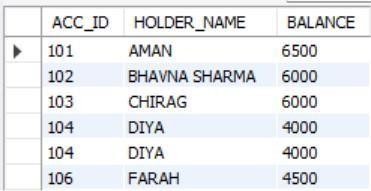 ACC_ID HOLDER_NAME BALANCE
101 AMAN 6500
102 BHAVNA SHARMA 6000
103 CHIRAG 6000
104 DIYA 4000
104 DIYA 4000
106 FARAH 4500